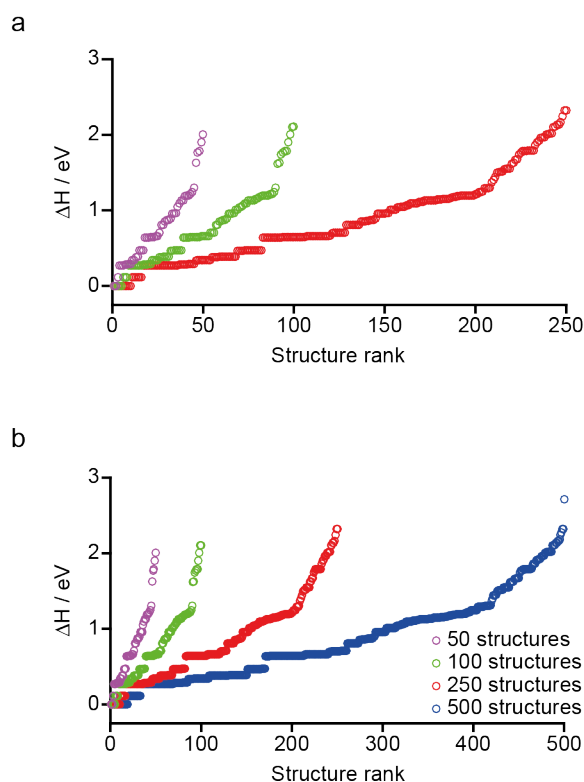 a
3
2
1
0
ΔH / eV
0 50 100 150 200 250
Structure rank
b
3
2
1
0
ΔH / eV
50 structures
100 structures
250 structures
500 structures
0 100 200 300 400 500
Structure rank